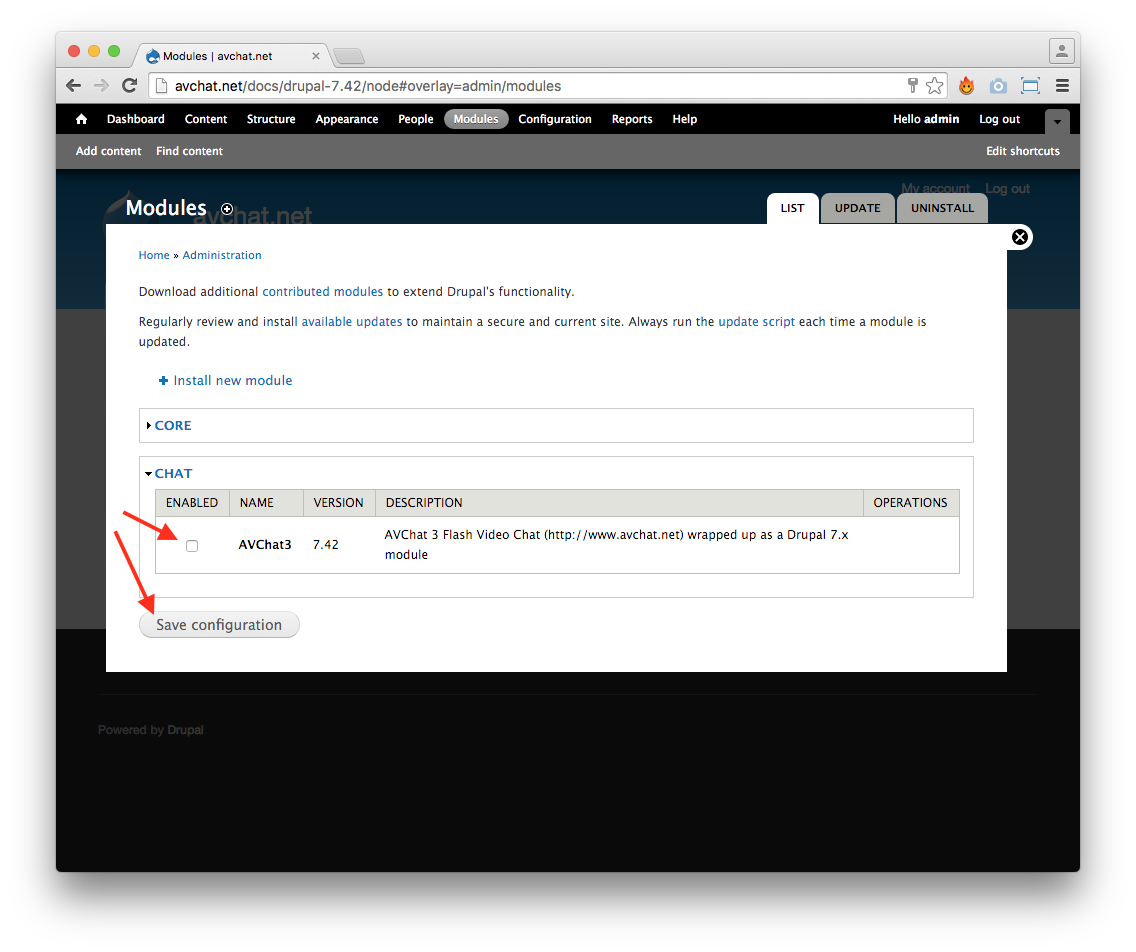 Modules | avchat.net
avchat.net/docs/drupal-7.42/node#overlay=admin/modules
Dashboard Content Structure Appearance People Modules Configuration Reports Help Hello admin Log out
Add content Find content Edit shortcuts
My account Log out
avchat.net
Modules LIST UPDATE UNINSTALL
Home » Administration
Download additional contributed modules to extend Drupal's functionality.
Regularly review and install available updates to maintain a secure and current site. Always run the update script each time a module is
updated.
Install new module
CORE
CHAT
ENABLED NAME VERSION DESCRIPTION OPERATIONS
AVChat3 7.42 AVChat 3 Flash Video Chat (http://www.avchat.net) wrapped up as a Drupal 7.x
module
Save configuration
Powered by Drupal